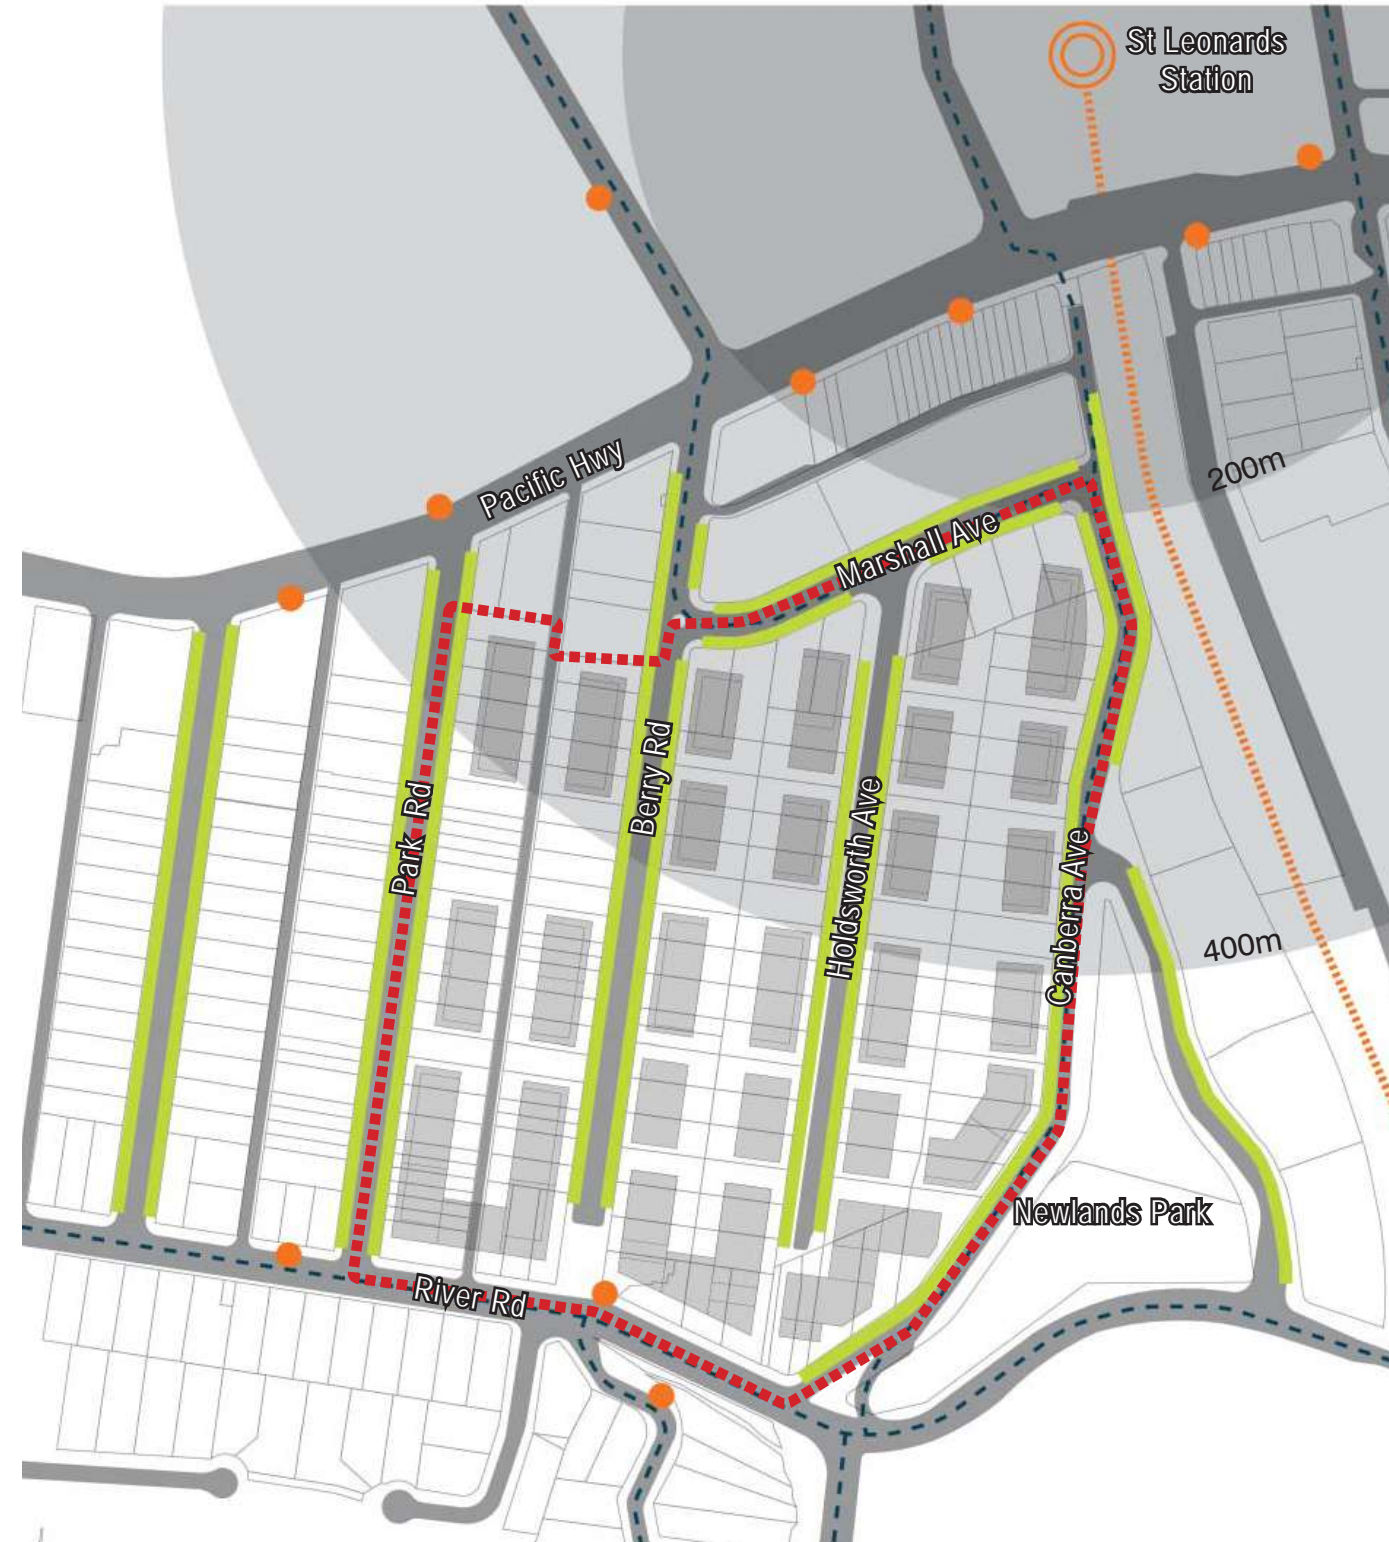 St Leonards
Station
Pacific Hwy
200m
Marshall Ave
Berry Rd
Park Rd
Holdsworth Ave
Canberra Ave
400m
Newlands Park
River Rd